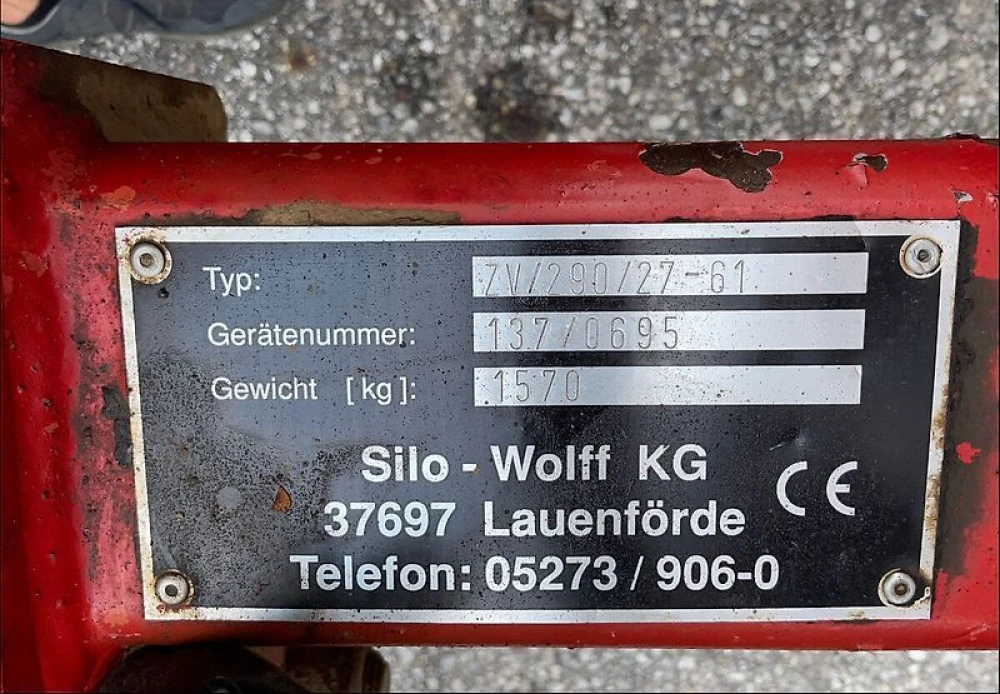 Typ: ZV/290/27-61
Gerätenummer: 137/0695
Gewicht [kg]: 1570
Silo - Wolff KG
37697 Lauenförde
Telefon: 05273 / 906-0
CE